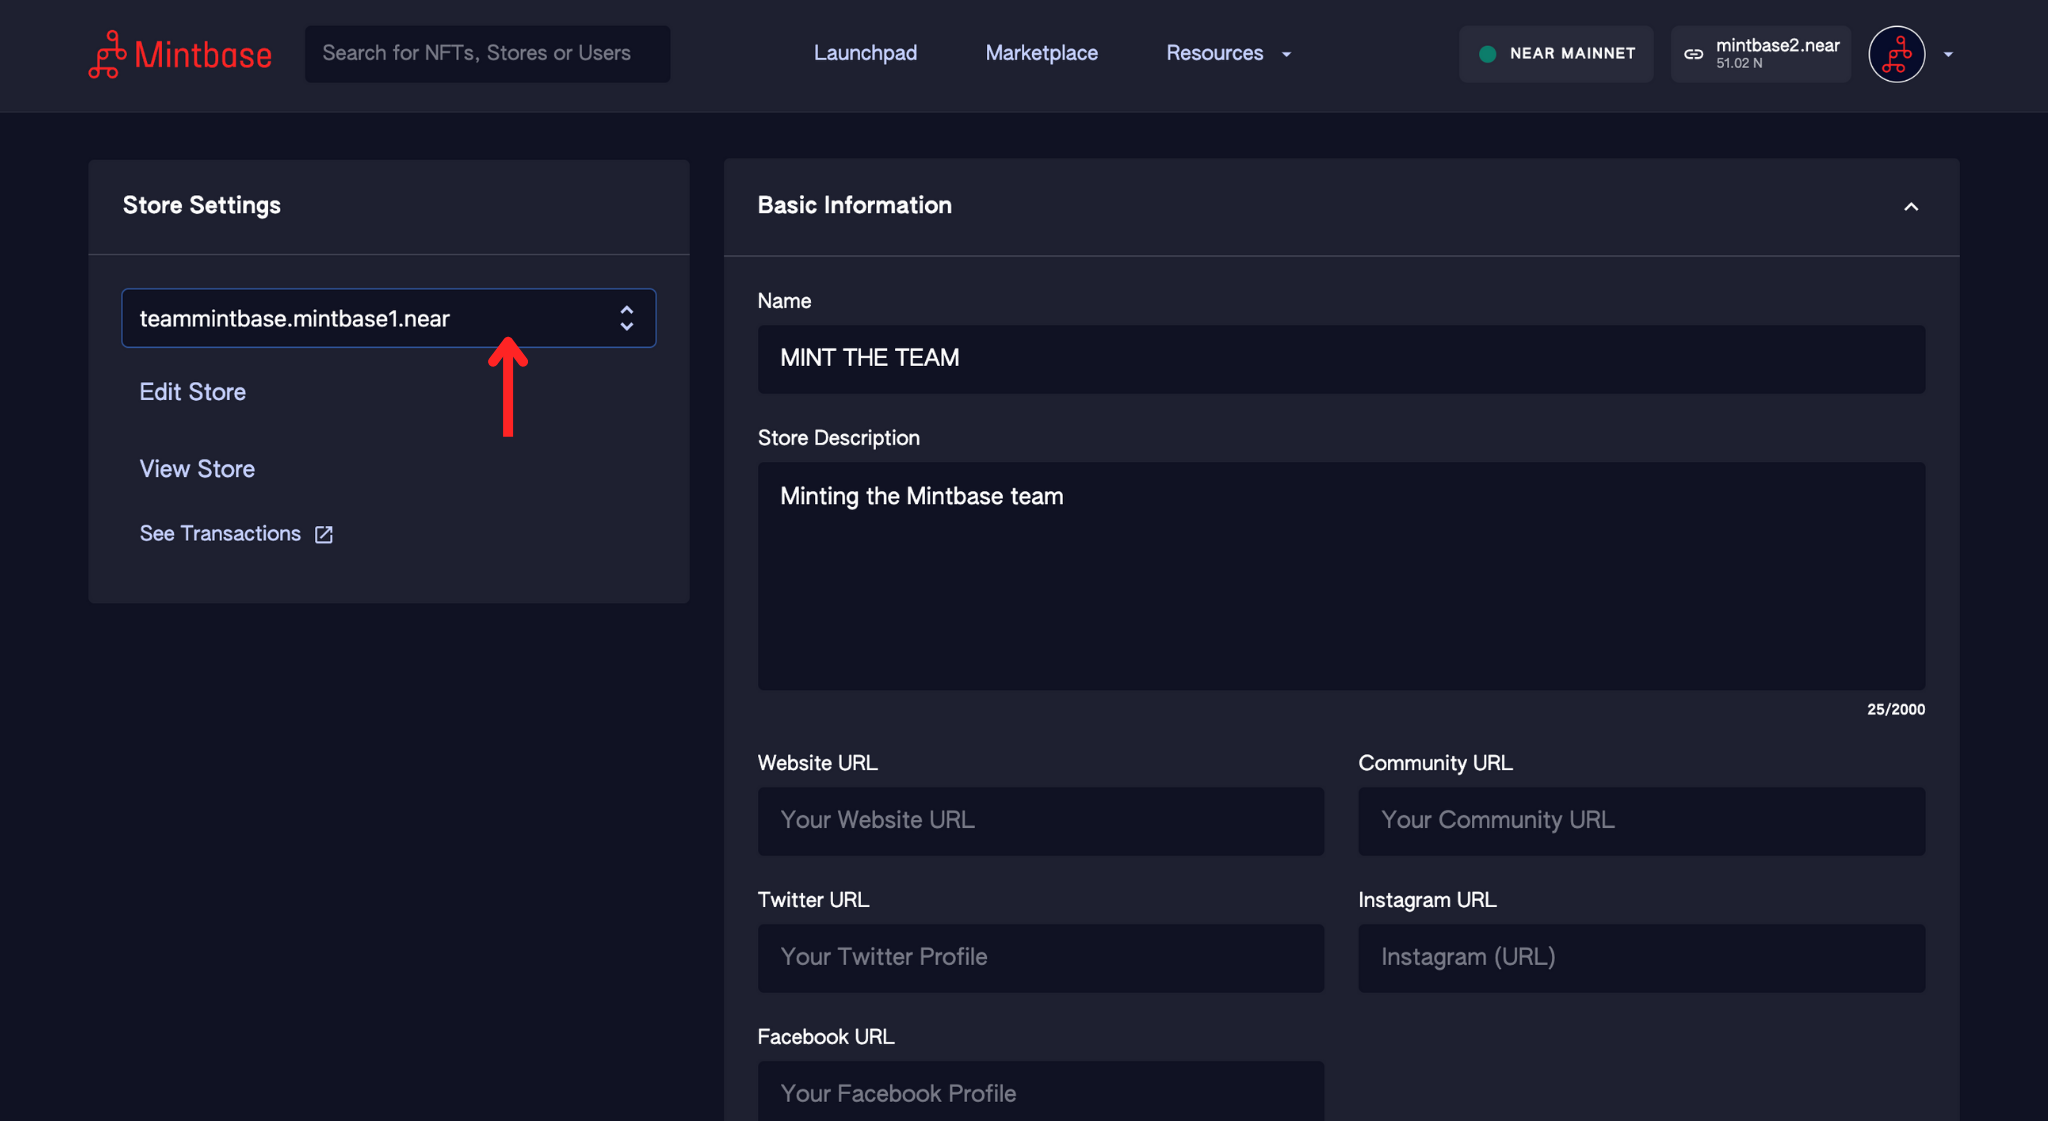 Mintbase
Search for NFTs, Stores or Users
Launchpad
Marketplace
Resources
NEAR MAINNET
mintbase2.near
51.02 N
Store Settings
teammintbase.mintbase1.near
Edit Store
View Store
See Transactions
Basic Information
Name
MINT THE TEAM
Store Description
Minting the Mintbase team
25/2000
Website URL
Community URL
Your Website URL
Your Community URL
Twitter URL
Instagram URL
Your Twitter Profile
Instagram (URL)
Facebook URL
Your Facebook Profile